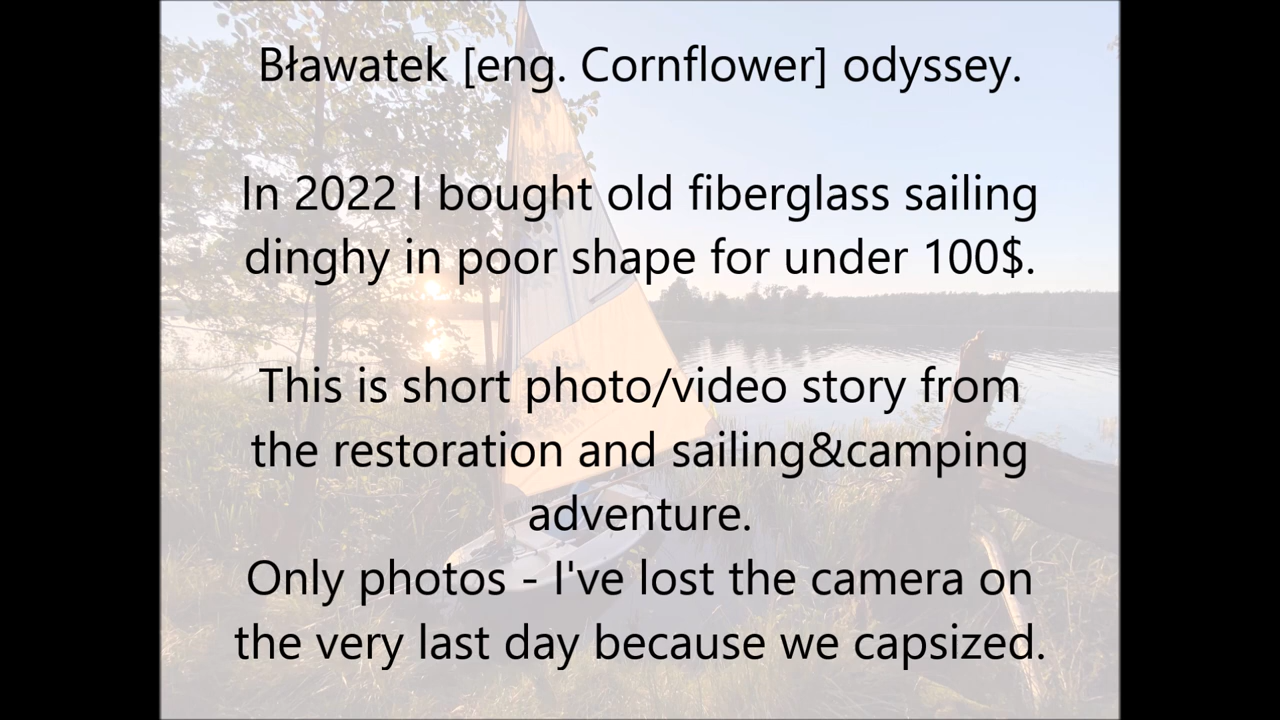 Bławatek [eng. Cornflower] odyssey.
In 2022 I bought old fiberglass sailing
dinghy in poor shape for under 100$.
This is short photo/video story from
the restoration and sailing&camping
adventure.
Only photos - I've lost the camera on
the very last day because we capsized.